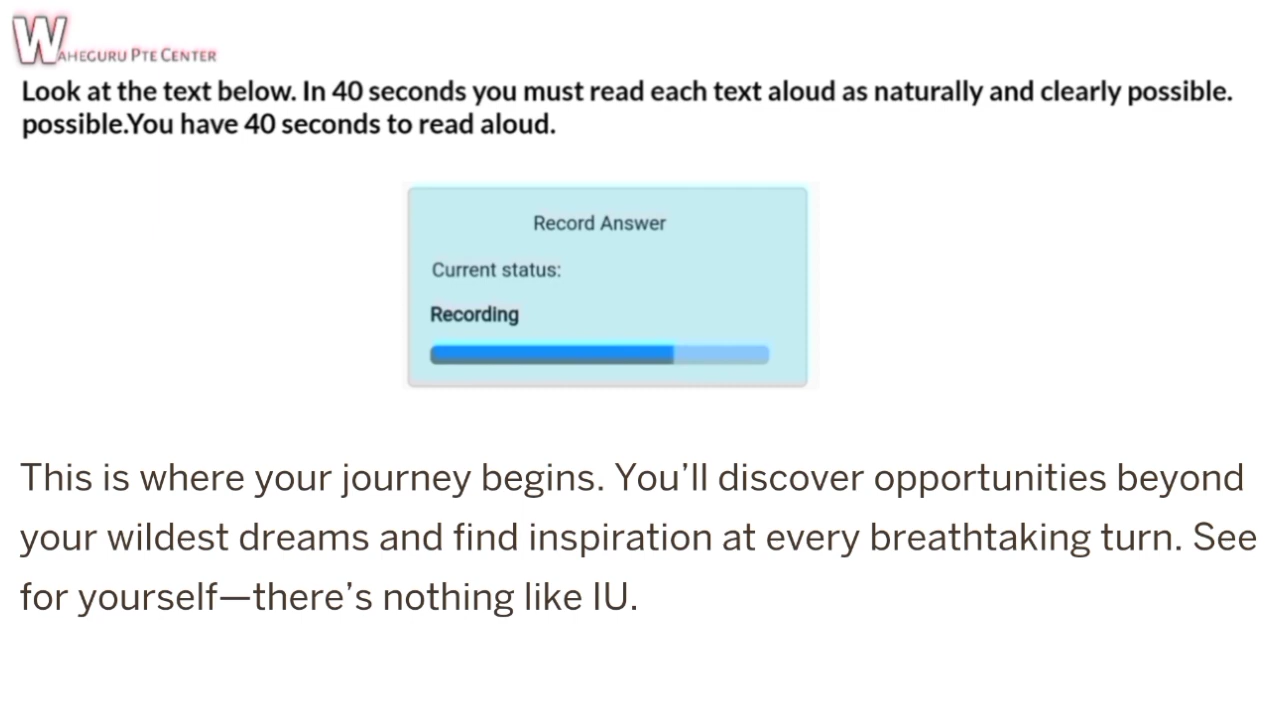 WAHEGURU PTE CENTER
Look at the text below. In 40 seconds you must read each text aloud as naturally and clearly possible.
possible.You have 40 seconds to read aloud.
Record Answer
Current status:
Recording
This is where your journey begins. You’ll discover opportunities beyond
your wildest dreams and find inspiration at every breathtaking turn. See
for yourself—there’s nothing like IU.